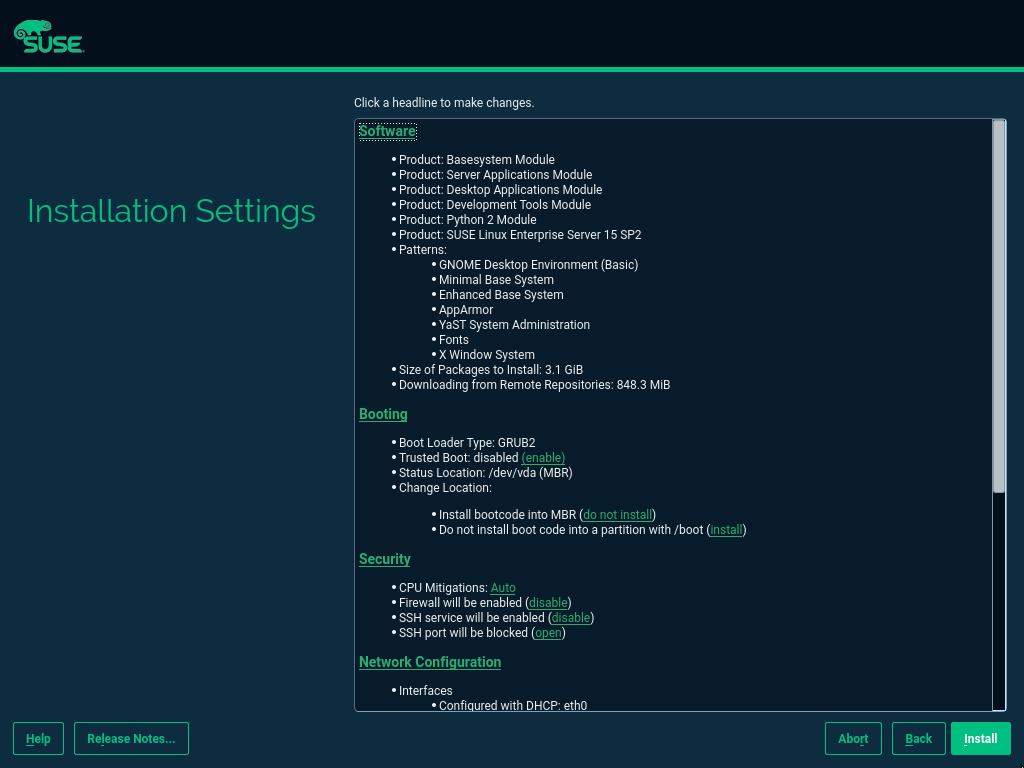 SUSE
Click a headline to make changes.
Installation Settings
Software
• Product: Basesystem Module
• Product: Server Applications Module
• Product: Desktop Applications Module
• Product: Development Tools Module
• Product: Python 2 Module
• Product: SUSE Linux Enterprise Server 15 SP2
• Patterns:
• GNOME Desktop Environment (Basic)
• Minimal Base System
• Enhanced Base System
• AppArmor
• YaST System Administration
• Fonts
• X Window System
• Size of Packages to Install: 3.1 GiB
• Downloading from Remote Repositories: 848.3 MiB
Booting
• Boot Loader Type: GRUB2
• Trusted Boot: disabled (enable)
• Status Location: /dev/vda (MBR)
• Change Location:
• Install bootcode into MBR (do not install)
• Do not install boot code into a partition with /boot (install)
Security
• CPU Mitigations: Auto
• Firewall will be enabled (disable)
• SSH service will be enabled (disable)
• SSH port will be blocked (open)
Network Configuration
• Interfaces
• Configured with DHCP: eth0
Help
Release Notes...
Abort
Back
Install